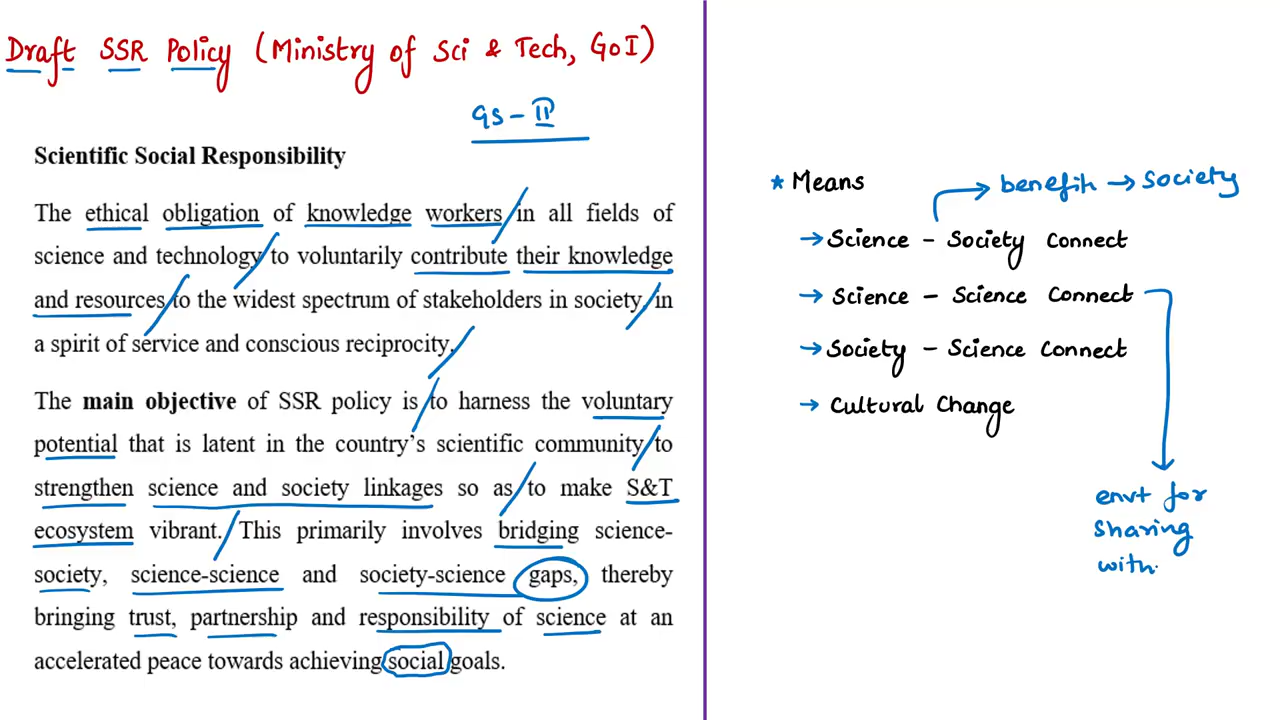 Draft SSR Policy (Ministry of Sci & Tech, GoI)
GS - II
Scientific Social Responsibility
The ethical obligation of knowledge workers in all fields of
science and technology to voluntarily contribute their knowledge
and resources to the widest spectrum of stakeholders in society, in
a spirit of service and conscious reciprocity.
The main objective of SSR policy is to harness the voluntary
potential that is latent in the country's scientific community to
strengthen science and society linkages so as to make S&T
ecosystem vibrant. This primarily involves bridging science-
society, science-science and society-science gaps, thereby
bringing trust, partnership and responsibility of science at an
accelerated peace towards achieving social goals.
* Means
→ benefit → Society
→ Science - Society Connect
→ Science - Science Connect
→ Society - Science Connect
→ Cultural Change
envt for
sharing
with